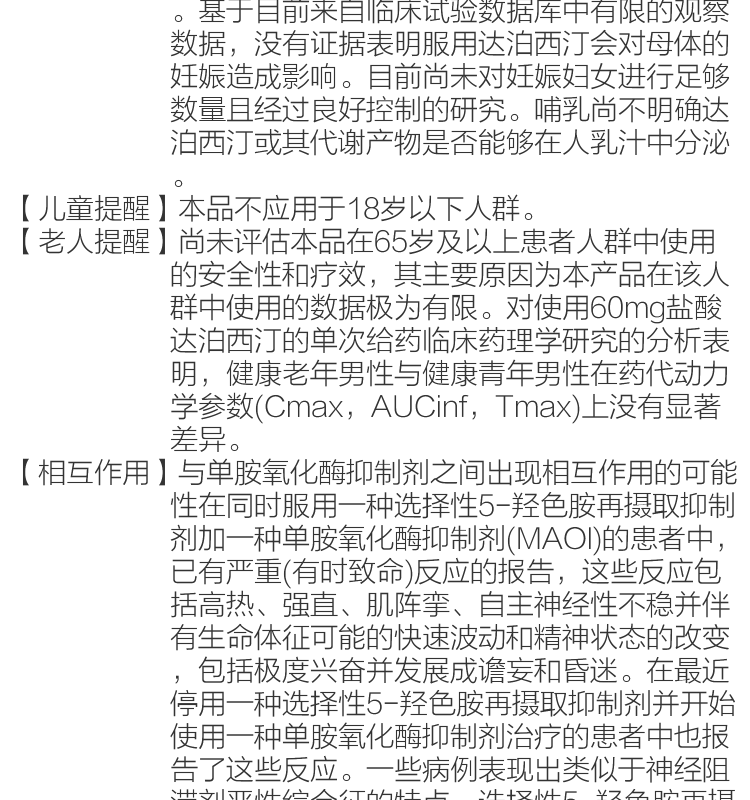 。基于目前来自临床试验数据库中有限的观察
数据，没有证据表明服用达泊西汀会对母体的
妊娠造成影响。目前尚未对妊娠妇女进行足够
数量且经过良好控制的研究。哺乳尚不明确达
泊西汀或其代谢产物是否能够在人乳汁中分泌
。
【儿童提醒】本品不应用于18岁以下人群。
【老人提醒】尚未评估本品在65岁及以上患者人群中使用
的安全性和疗效，其主要原因为本产品在该人
群中使用的数据极为有限。对使用60mg盐酸
达泊西汀的单次给药临床药理学研究的分析表
明，健康老年男性与健康青年男性在药代动力
学参数(Cmax，AUCinf，Tmax)上没有显著
差异。
【相互作用】与单胺氧化酶抑制剂之间出现相互作用的可能
性在同时服用一种选择性5-羟色胺再摄取抑制
剂加一种单胺氧化酶抑制剂(MAOI)的患者中，
已有严重(有时致命)反应的报告，这些反应包
括高热、强直、肌阵挛、自主神经性不稳并伴
有生命体征可能的快速波动和精神状态的改变
，包括极度兴奋并发展成谵妄和昏迷。在最近
停用一种选择性5-羟色胺再摄取抑制剂并开始
使用一种单胺氧化酶抑制剂治疗的患者中也报
告了这些反应。一些病例表现出类似于神经阻
滞剂恶性综合征的特点。选择性5-羟色胺再摄